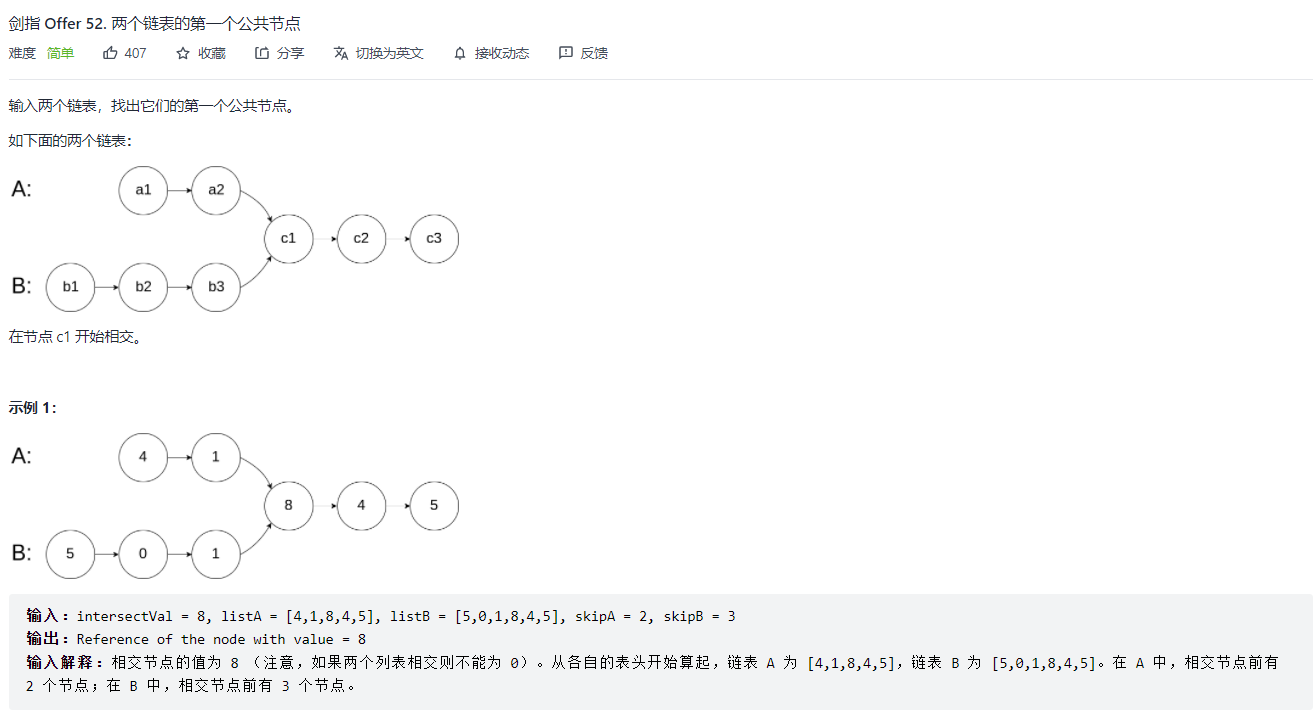 剑指 Offer 52. 两个链表的第一个公共节点
难度 简单 407 收藏 分享 切换为英文 接收动态 反馈
输入两个链表，找出它们的第一个公共节点。
如下面的两个链表：
A: a1 a2
c1 c2 c3
B: b1 b2 b3
在节点 c1 开始相交。
示例 1：
A: 4 1
8 4 5
B: 5 0 1
输入：intersectVal = 8, listA = [4,1,8,4,5], listB = [5,0,1,8,4,5], skipA = 2, skipB = 3
输出：Reference of the node with value = 8
输入解释：相交节点的值为 8 （注意，如果两个列表相交则不能为 0）。从各自的表头开始算起，链表 A 为 [4,1,8,4,5]，链表 B 为 [5,0,1,8,4,5]。在 A 中，相交节点前有
2 个节点；在 B 中，相交节点前有 3 个节点。